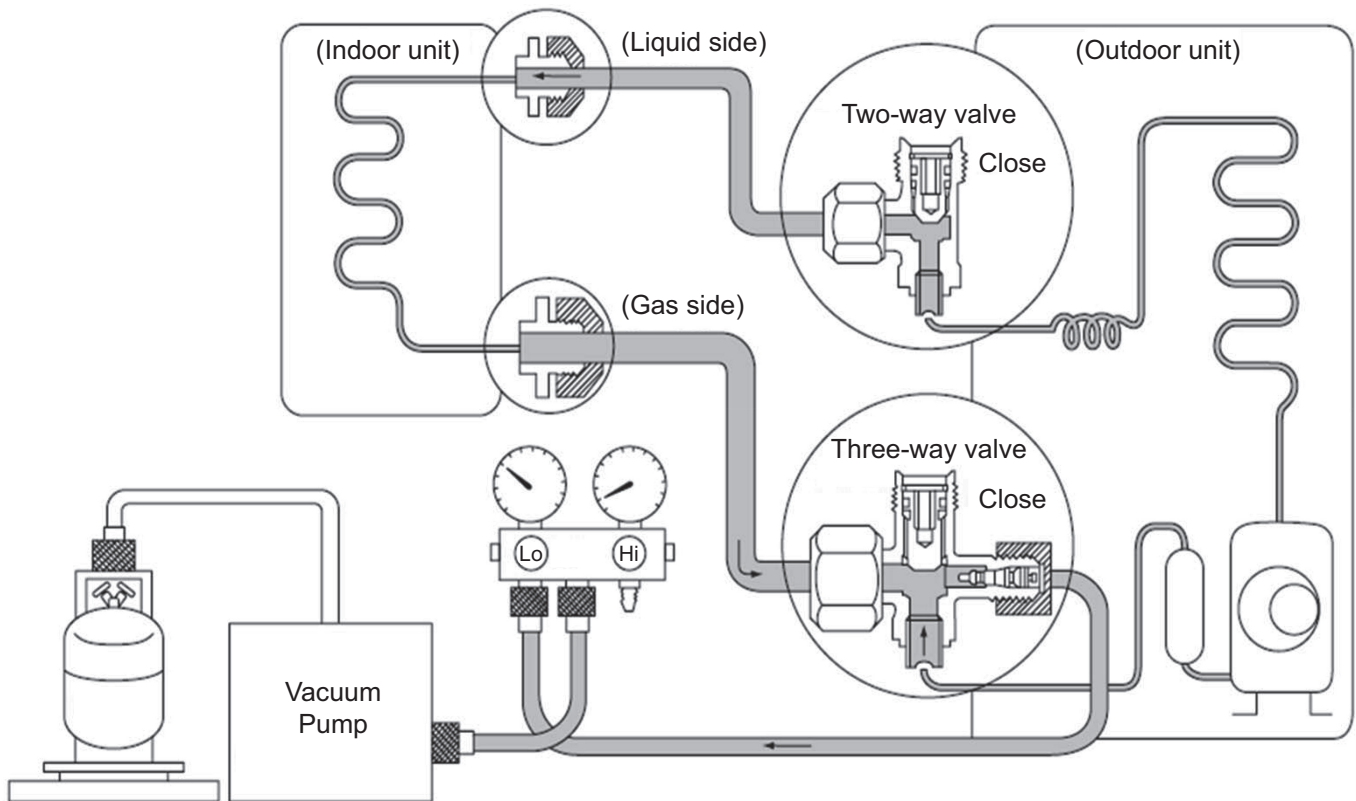 (Indoor unit)
(Liquid side)
(Outdoor unit)
Two-way valve
Close
(Gas side)
Three-way valve
Close
Lo
Hi
Vacuum
Pump